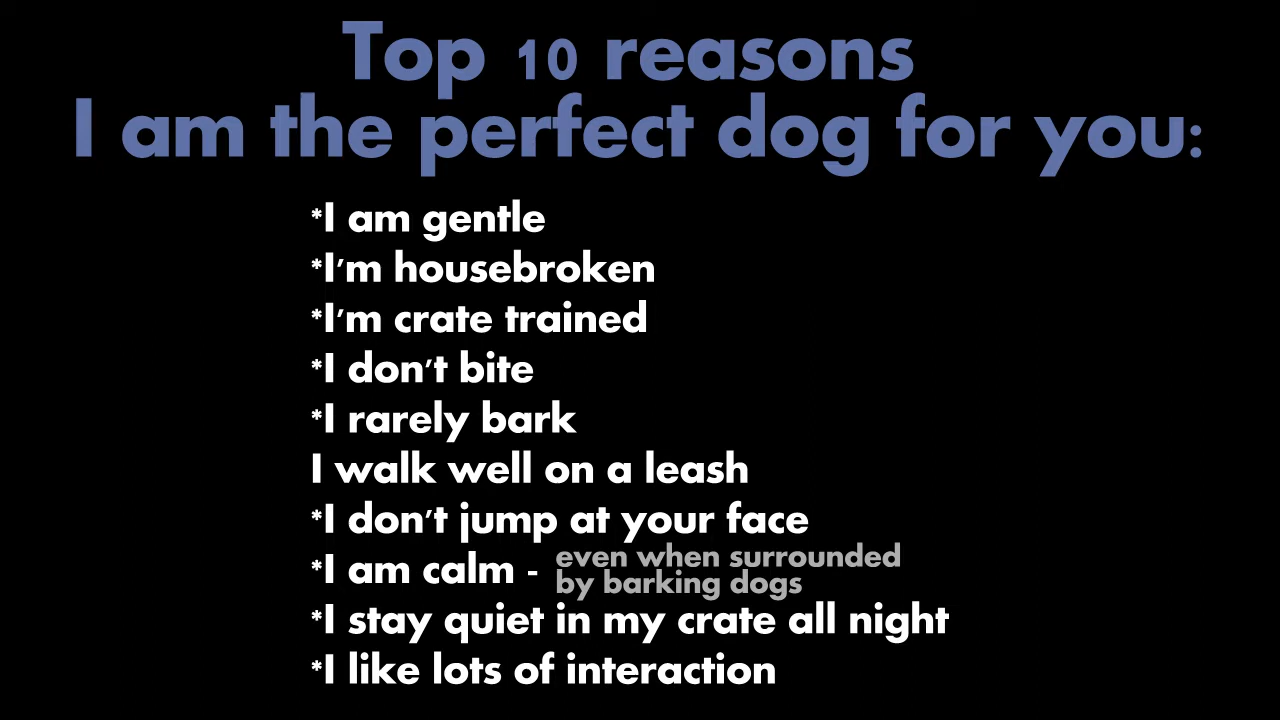 Top 10 reasons
I am the perfect dog for you:
*I am gentle
*I'm housebroken
*I'm crate trained
*I don't bite
*I rarely bark
I walk well on a leash
*I don't jump at your face
*I am calm - even when surrounded
by barking dogs
*I stay quiet in my crate all night
*I like lots of interaction